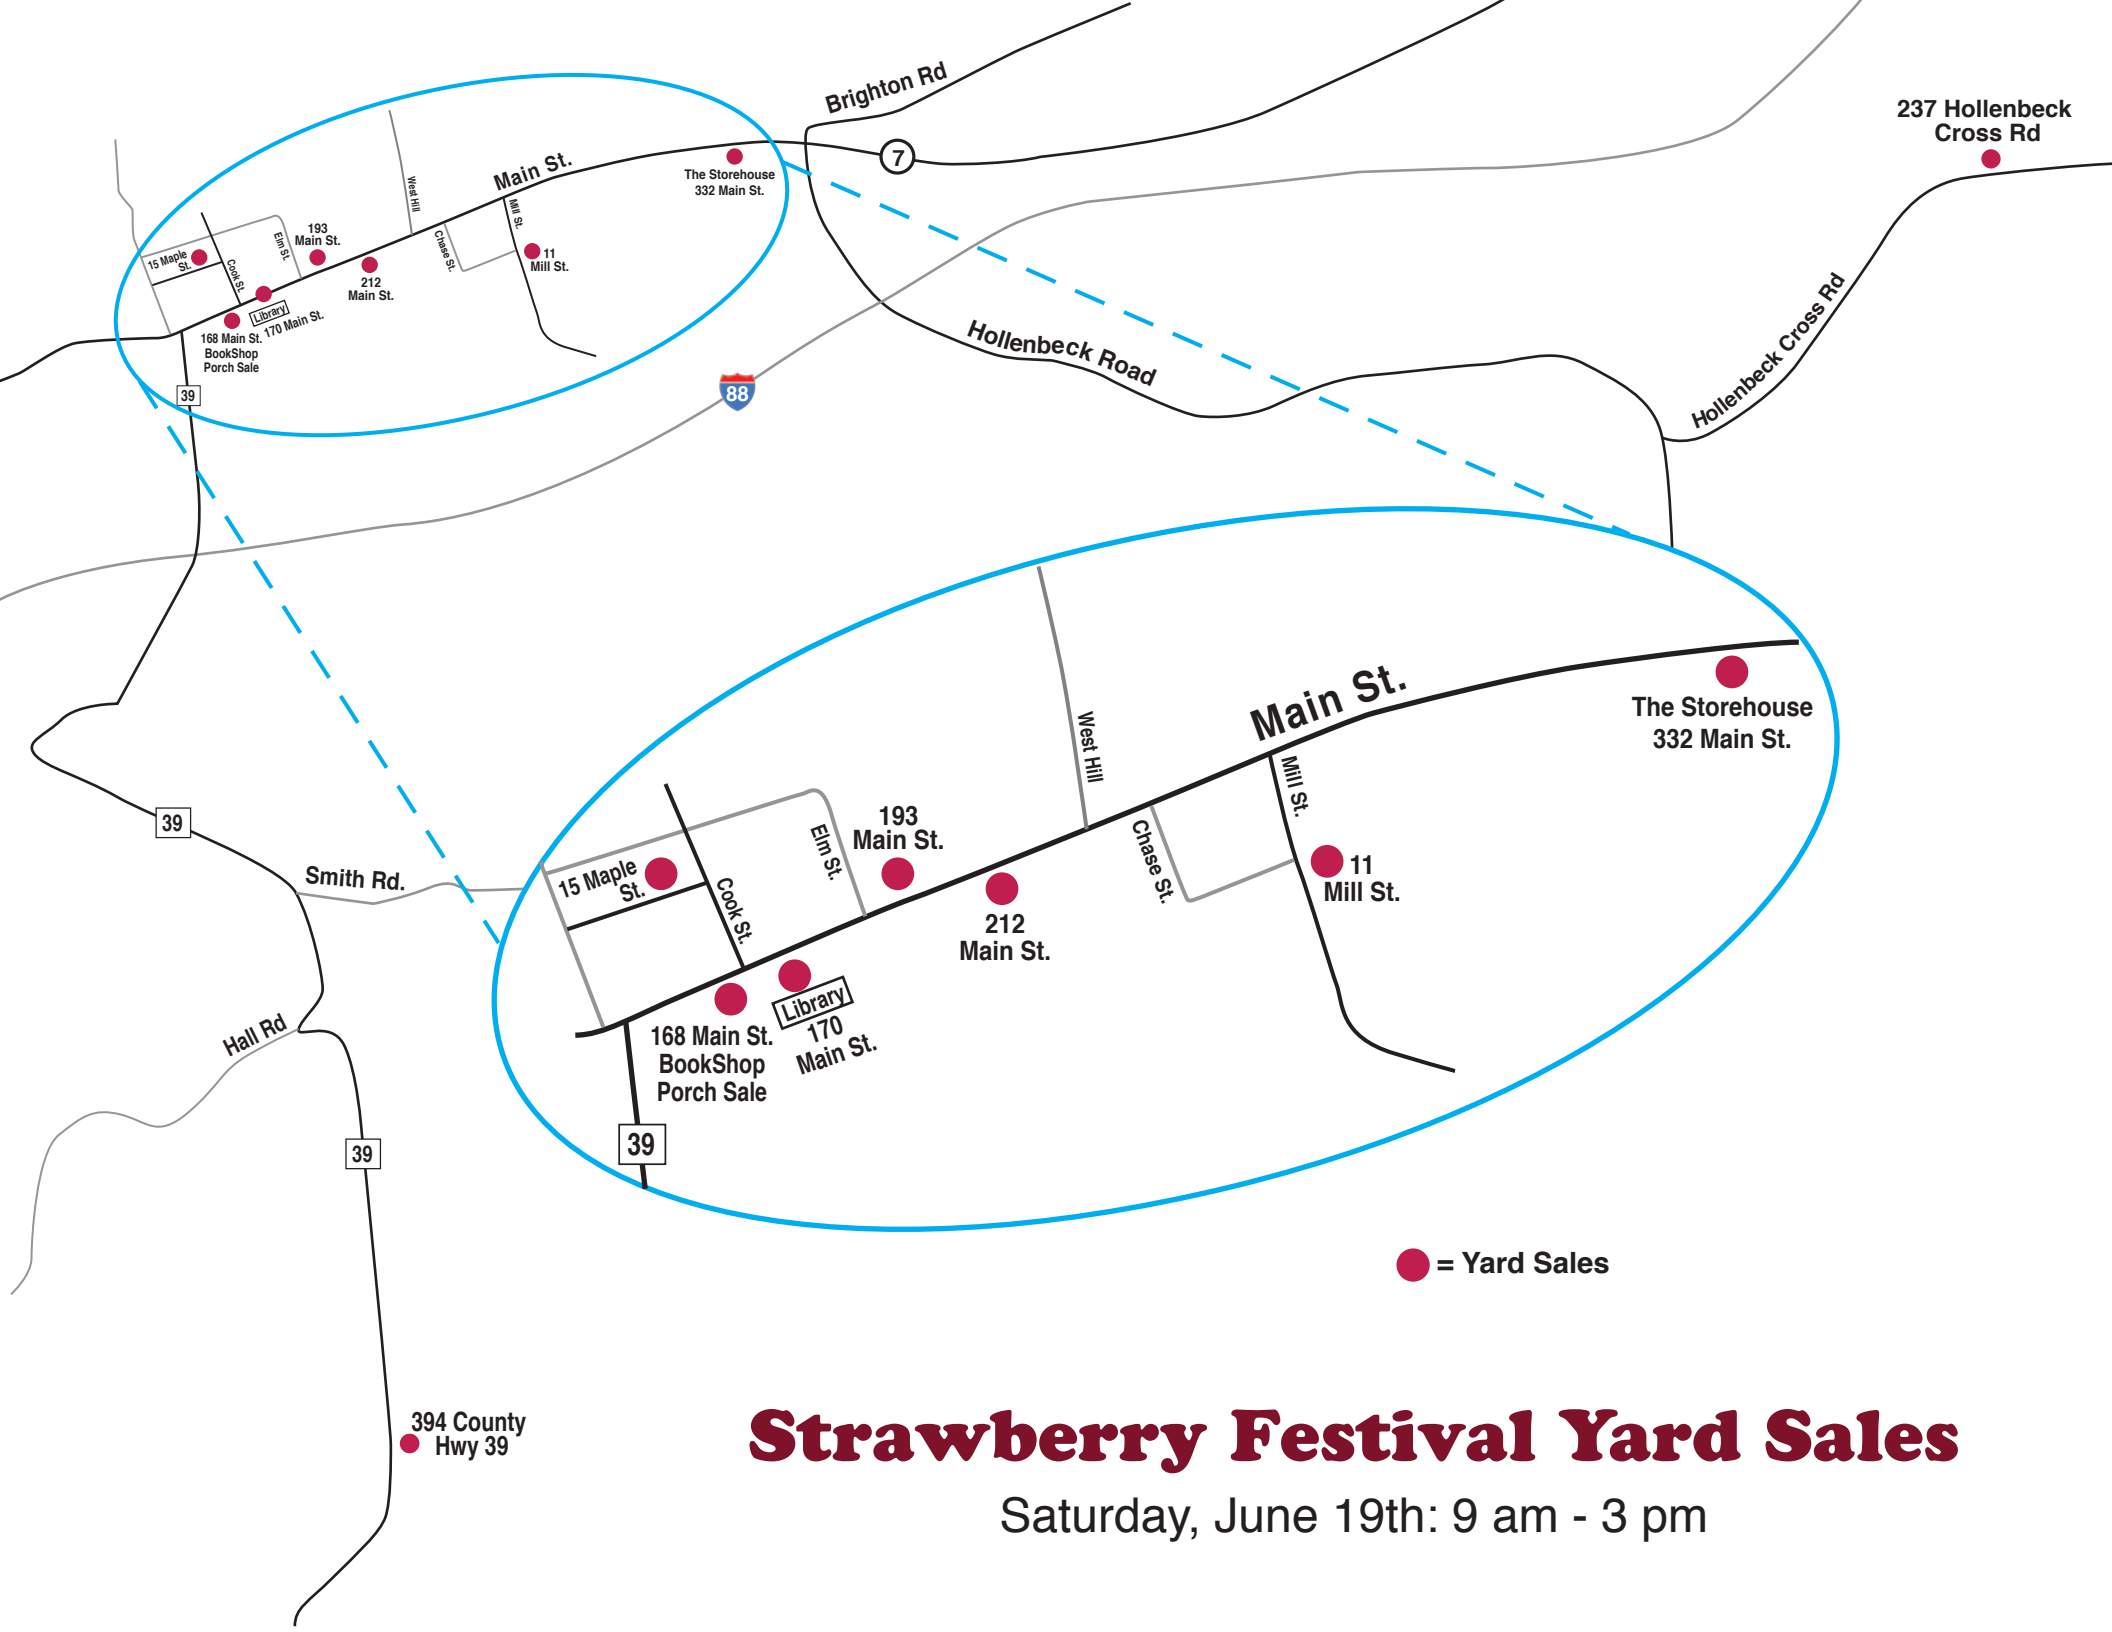 Brighton Rd
7
237 Hollenbeck
Cross Rd
Main St.
West Hill
The Storehouse
332 Main St.
Mill St.
193
Main St.
Elm St.
Chase St.
11
Mill St.
15 Maple
St.
Cook St.
212
Main St.
Library
170 Main St.
168 Main St.
BookShop
Porch Sale
39
88
Hollenbeck Road
Hollenbeck Cross Rd
Main St.
West Hill
The Storehouse
332 Main St.
Mill St.
193
Main St.
Elm St.
Chase St.
11
Mill St.
15 Maple
St.
Cook St.
212
Main St.
Library
170
Main St.
168 Main St.
BookShop
Porch Sale
39
39
Smith Rd.
Hall Rd
39
= Yard Sales
394 County
Hwy 39
Strawberry Festival Yard Sales
Saturday, June 19th: 9 am - 3 pm